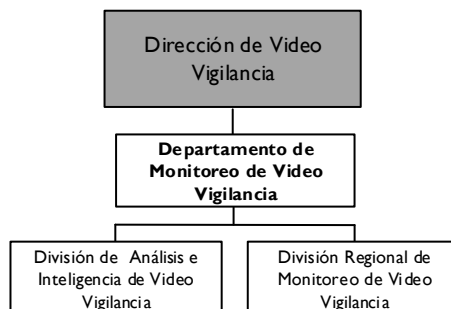 Dirección de Video
Vigilancia
Departamento de
Monitoreo de Video
Vigilancia
División de Análisis e
Inteligencia de Video
Vigilancia
División Regional de
Monitoreo de Video
Vigilancia